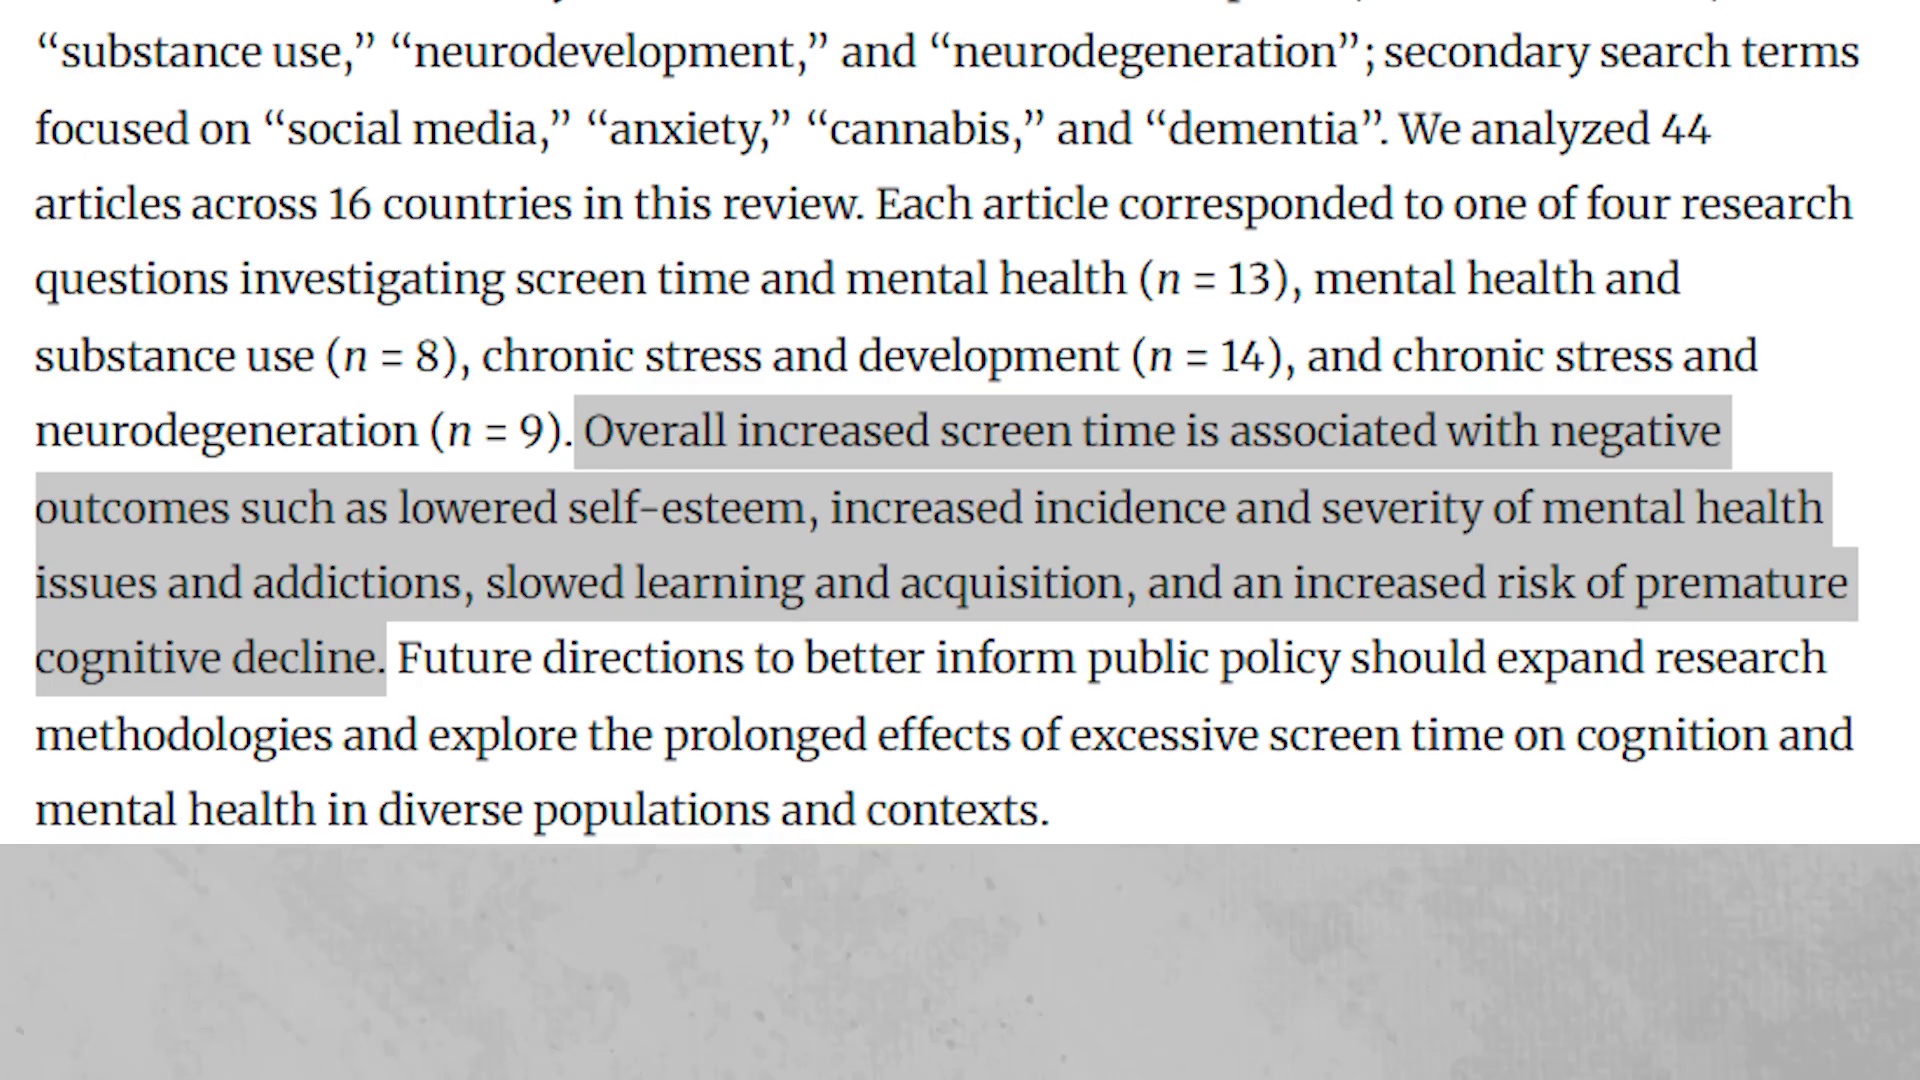 “substance use,” “neurodevelopment,” and “neurodegeneration”; secondary search terms
focused on “social media,” “anxiety,” “cannabis,” and “dementia”. We analyzed 44
articles across 16 countries in this review. Each article corresponded to one of four research
questions investigating screen time and mental health (n = 13), mental health and
substance use (n = 8), chronic stress and development (n = 14), and chronic stress and
neurodegeneration (n = 9). Overall increased screen time is associated with negative
outcomes such as lowered self-esteem, increased incidence and severity of mental health
issues and addictions, slowed learning and acquisition, and an increased risk of premature
cognitive decline. Future directions to better inform public policy should expand research
methodologies and explore the prolonged effects of excessive screen time on cognition and
mental health in diverse populations and contexts.